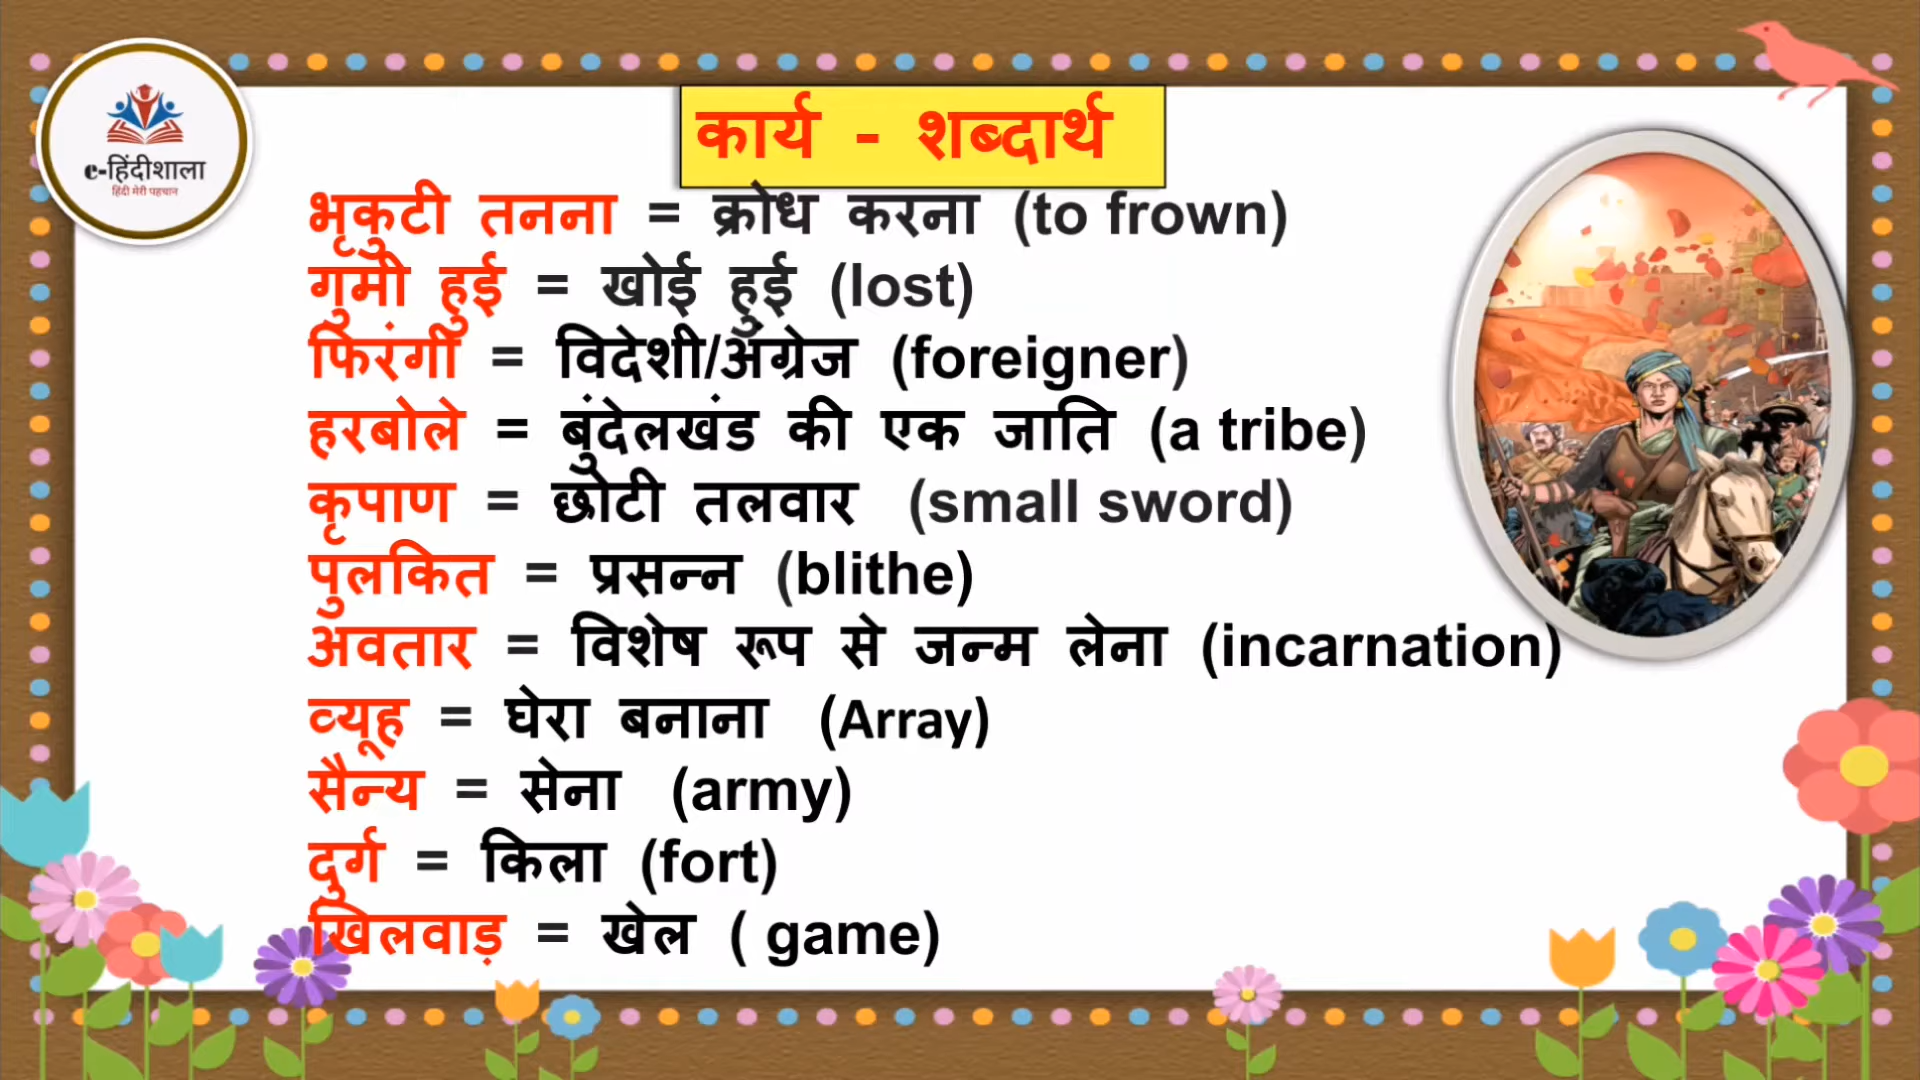 e-हिंदीशाला
हिंदी मेरी पहचान
कार्य - शब्दार्थ
भृकुटी तनना = क्रोध करना (to frown)
गुमी हुई = खोई हुई (lost)
फिरंगी = विदेशी/अंग्रेज (foreigner)
हरबोले = बुंदेलखंड की एक जाति (a tribe)
कृपाण = छोटी तलवार (small sword)
पुलकित = प्रसन्न (blithe)
अवतार = विशेष रूप से जन्म लेना (incarnation)
व्यूह = घेरा बनाना (Array)
सैन्य = सेना (army)
दुर्ग = किला (fort)
खिलवाड़ = खेल ( game)